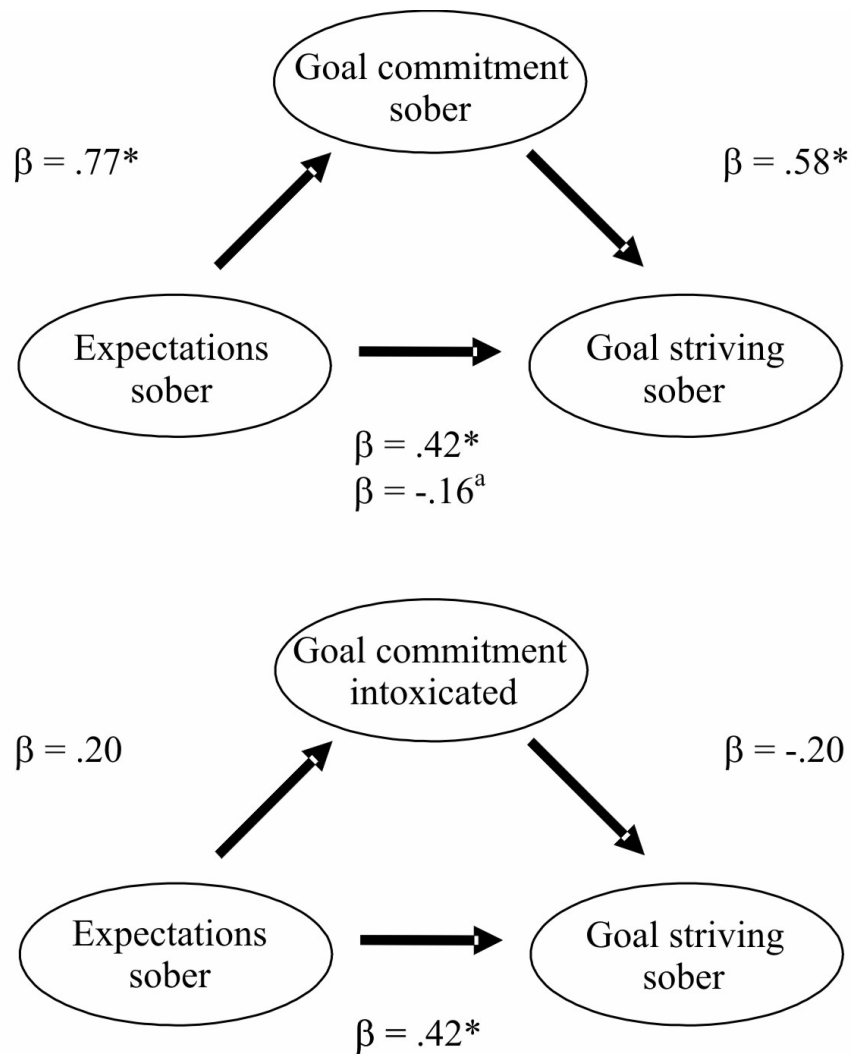 Goal commitment
sober
β = .77*
β = .58*
Expectations
sober
Goal striving
sober
β = .42*
β = -.16ª
Goal commitment
intoxicated
β = .20
β = -.20
Expectations
sober
Goal striving
sober
β = .42*